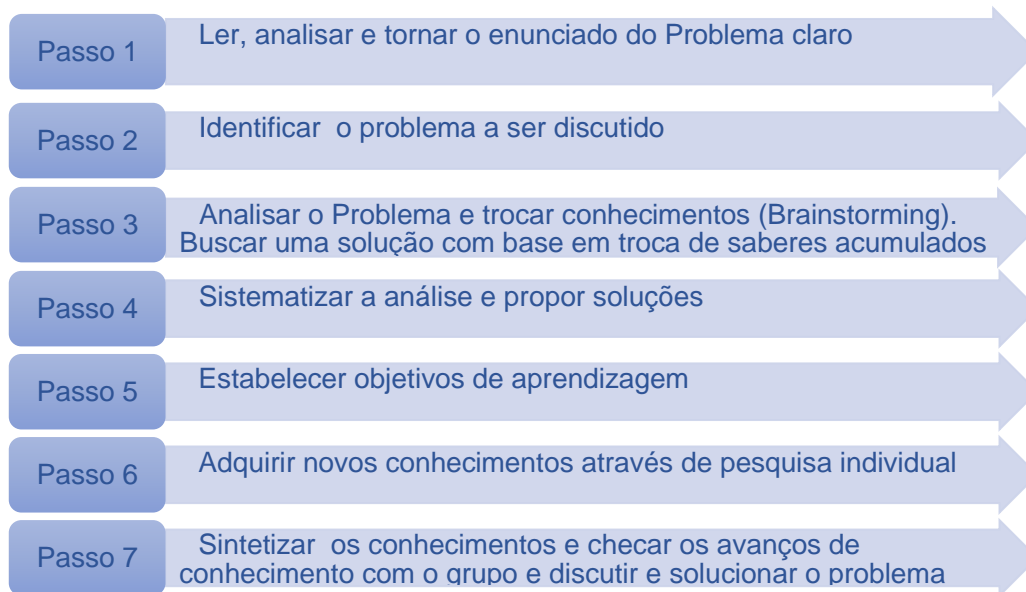 Passo 1
Ler, analisar e tornar o enunciado do Problema claro
Passo 2
Identificar o problema a ser discutido
Passo 3
Analisar o Problema e trocar conhecimentos (Brainstorming).
Buscar uma solução com base em troca de saberes acumulados
Passo 4
Sistematizar a análise e propor soluções
Passo 5
Estabelecer objetivos de aprendizagem
Passo 6
Adquirir novos conhecimentos através de pesquisa individual
Passo 7
Sintetizar os conhecimentos e checar os avanços de
conhecimento com o grupo e discutir e solucionar o problema